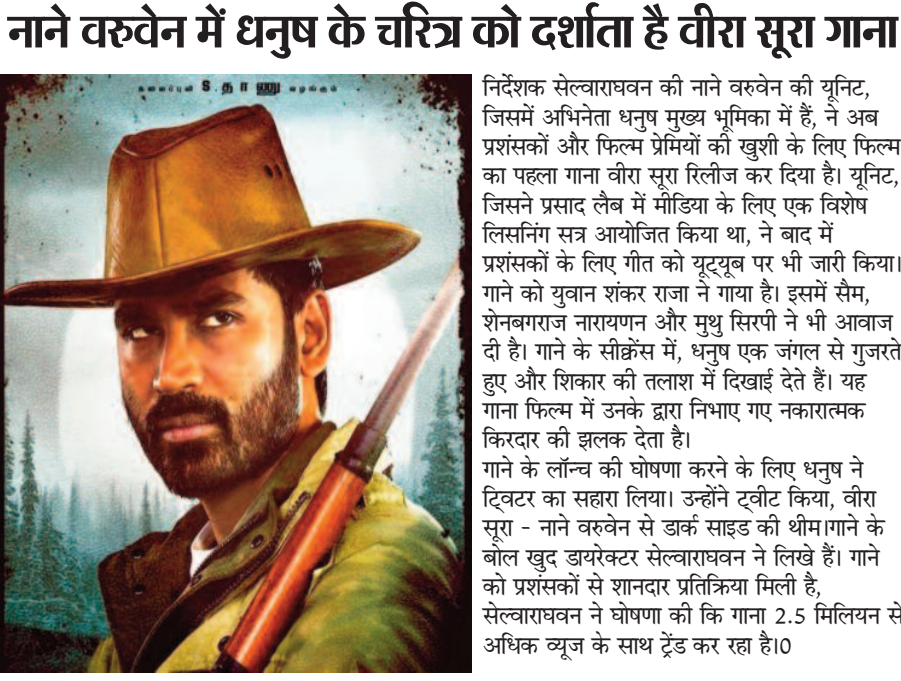 नाने वरुवेन में धनुष के चरित्र को दर्शाता है वीरा सूरा गाना
கலைப்புலி S. தாணு வழங்கும்
निर्देशक सेल्वाराघवन की नाने वरुवेन की यूनिट,
जिसमें अभिनेता धनुष मुख्य भूमिका में हैं, ने अब
प्रशंसकों और फिल्म प्रेमियों की खुशी के लिए फिल्म
का पहला गाना वीरा सूरा रिलीज कर दिया है। यूनिट,
जिसने प्रसाद लैब में मीडिया के लिए एक विशेष
लिसनिंग सत्र आयोजित किया था, ने बाद में
प्रशंसकों के लिए गीत को यूट्यूब पर भी जारी किया।
गाने को युवान शंकर राजा ने गाया है। इसमें सैम,
शेनबगराज नारायणन और मुथु सिरपी ने भी आवाज
दी है। गाने के सीक्वेंस में, धनुष एक जंगल से गुजरते
हुए और शिकार की तलाश में दिखाई देते हैं। यह
गाना फिल्म में उनके द्वारा निभाए गए नकारात्मक
किरदार की झलक देता है।
गाने के लॉन्च की घोषणा करने के लिए धनुष ने
ट्विटर का सहारा लिया। उन्होंने ट्वीट किया, वीरा
सूरा - नाने वरुवेन से डार्क साइड की थीम।गाने के
बोल खुद डायरेक्टर सेल्वाराघवन ने लिखे हैं। गाने
को प्रशंसकों से शानदार प्रतिक्रिया मिली है,
सेल्वाराघवन ने घोषणा की कि गाना 2.5 मिलियन से
अधिक व्यूज के साथ ट्रेंड कर रहा है।0